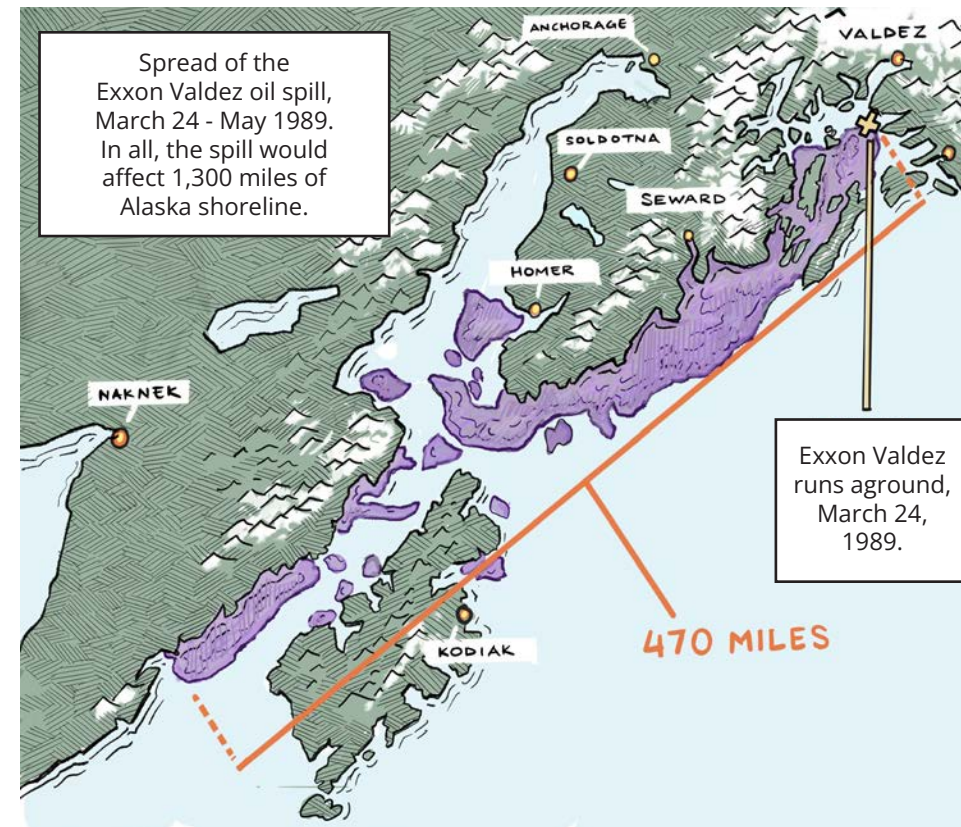 Spread of the
Exxon Valdez oil spill,
March 24 - May 1989.
In all, the spill would
affect 1,300 miles of
Alaska shoreline.
ANCHORAGE
VALDEZ
SOLDOTNA
SEWARD
HOMER
NAKNEK
Exxon Valdez
runs aground,
March 24,
1989.
470 MILES
KODIAK